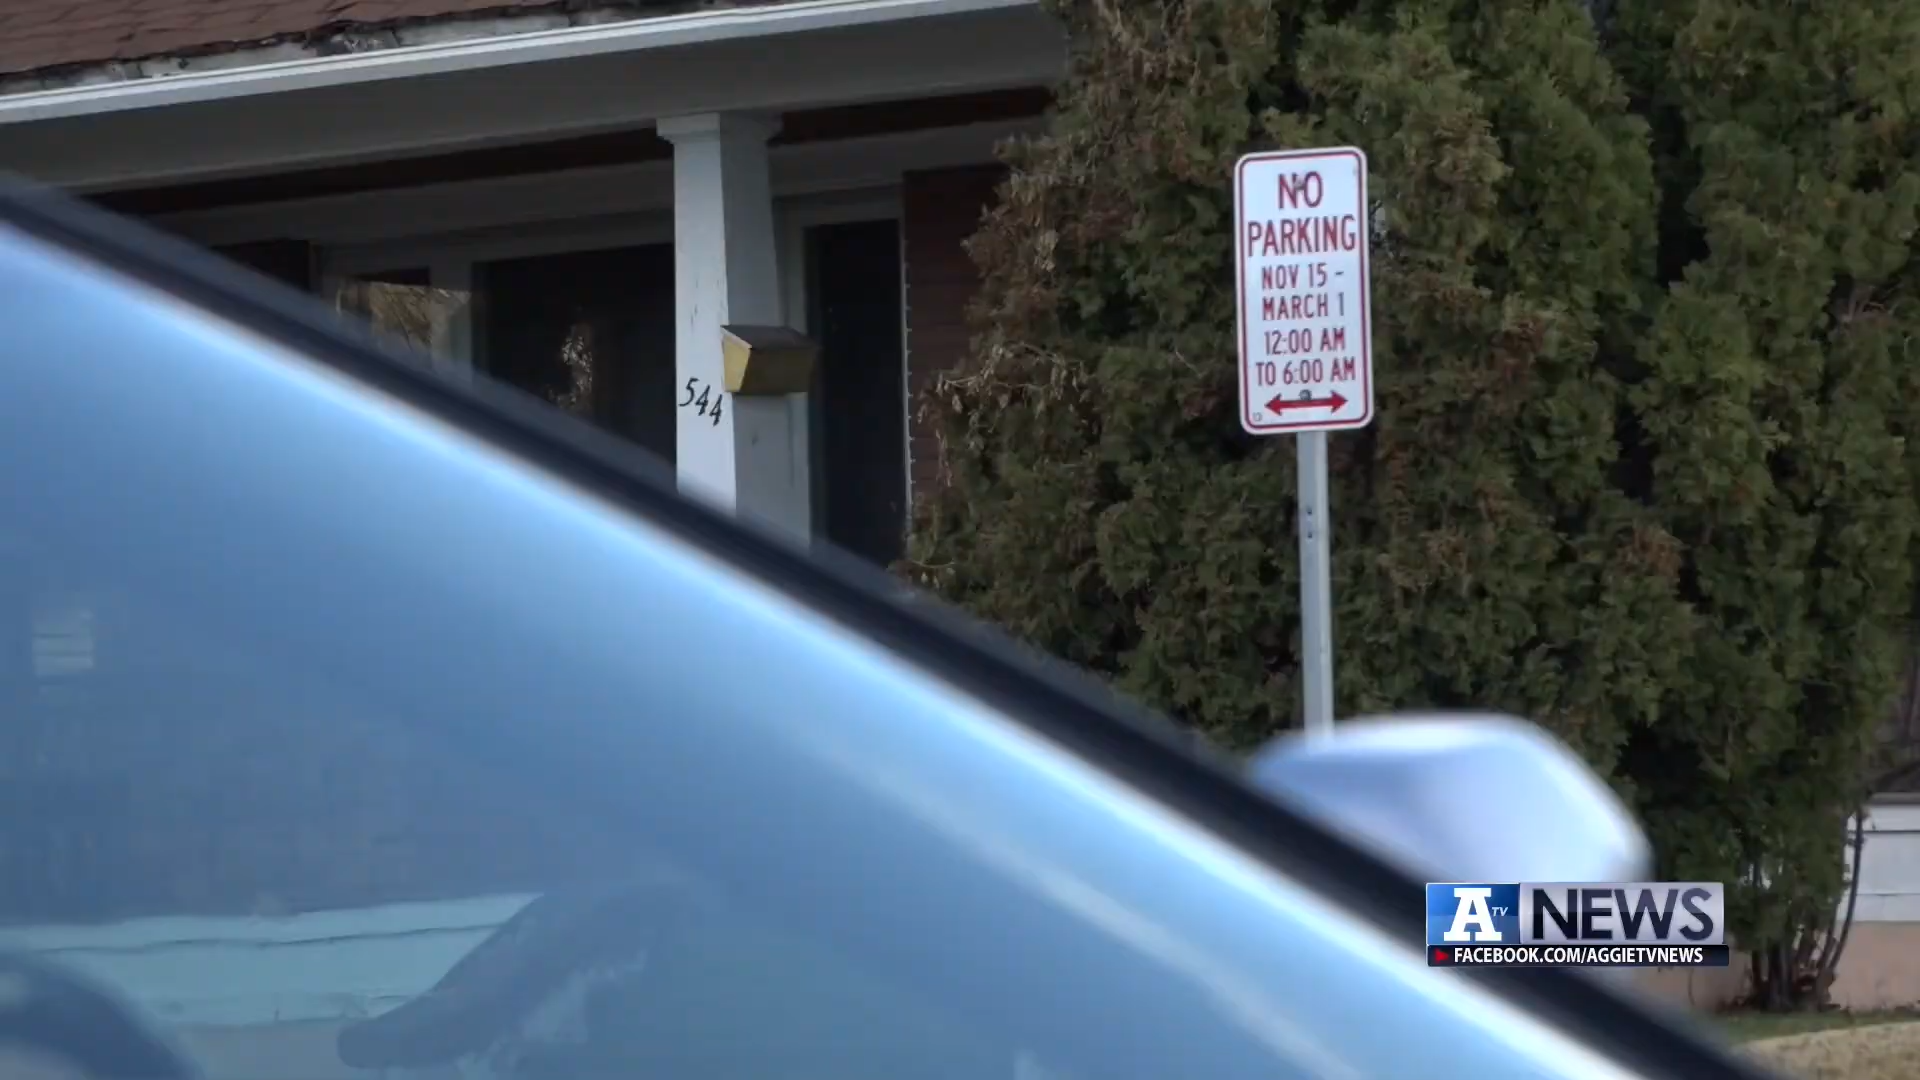 NO
PARKING
NOV 15 -
MARCH 1
12:00 AM
TO 6:00 AM
544
A TV NEWS
FACEBOOK.COM/AGGIETVNEWS